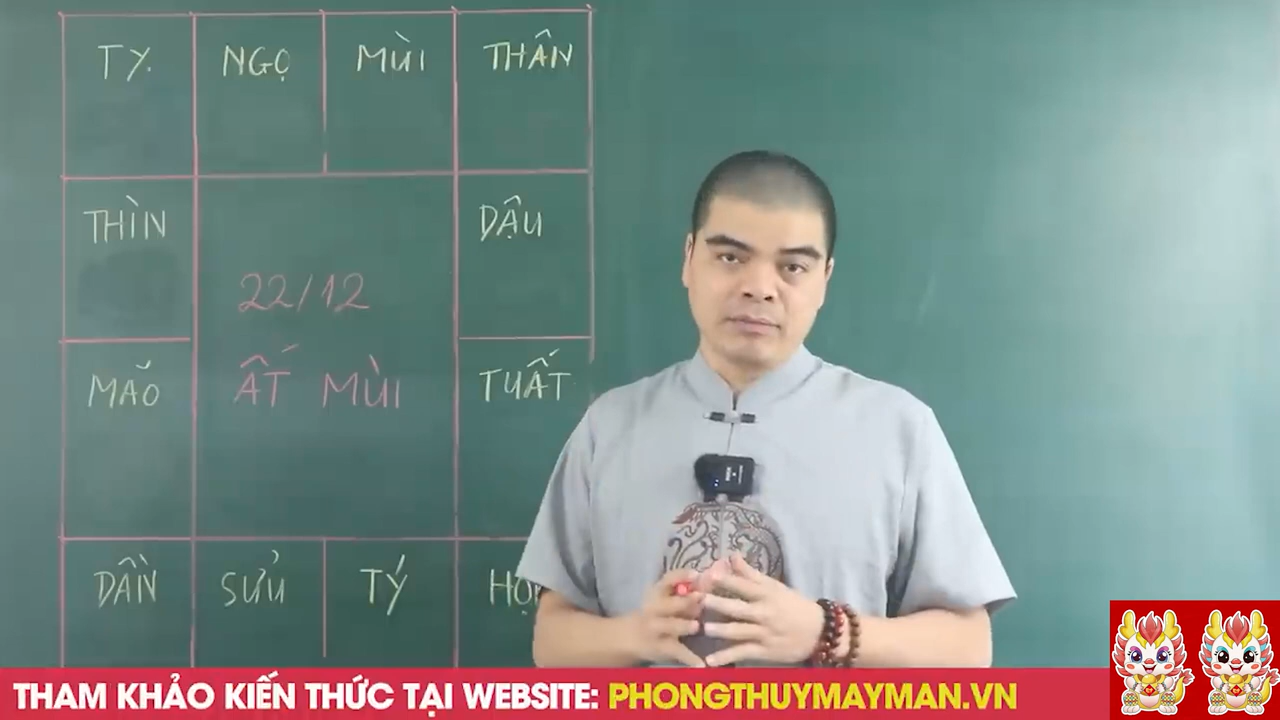 TỴ NGỌ MÙI THÂN
THÌN DẬU
22/12
MÃO ẤT MÙI TUẤT
DẦN SỬU TÝ
THAM KHẢO KIẾN THỨC TẠI WEBSITE: PHONGTHUYMAYMAN.VN